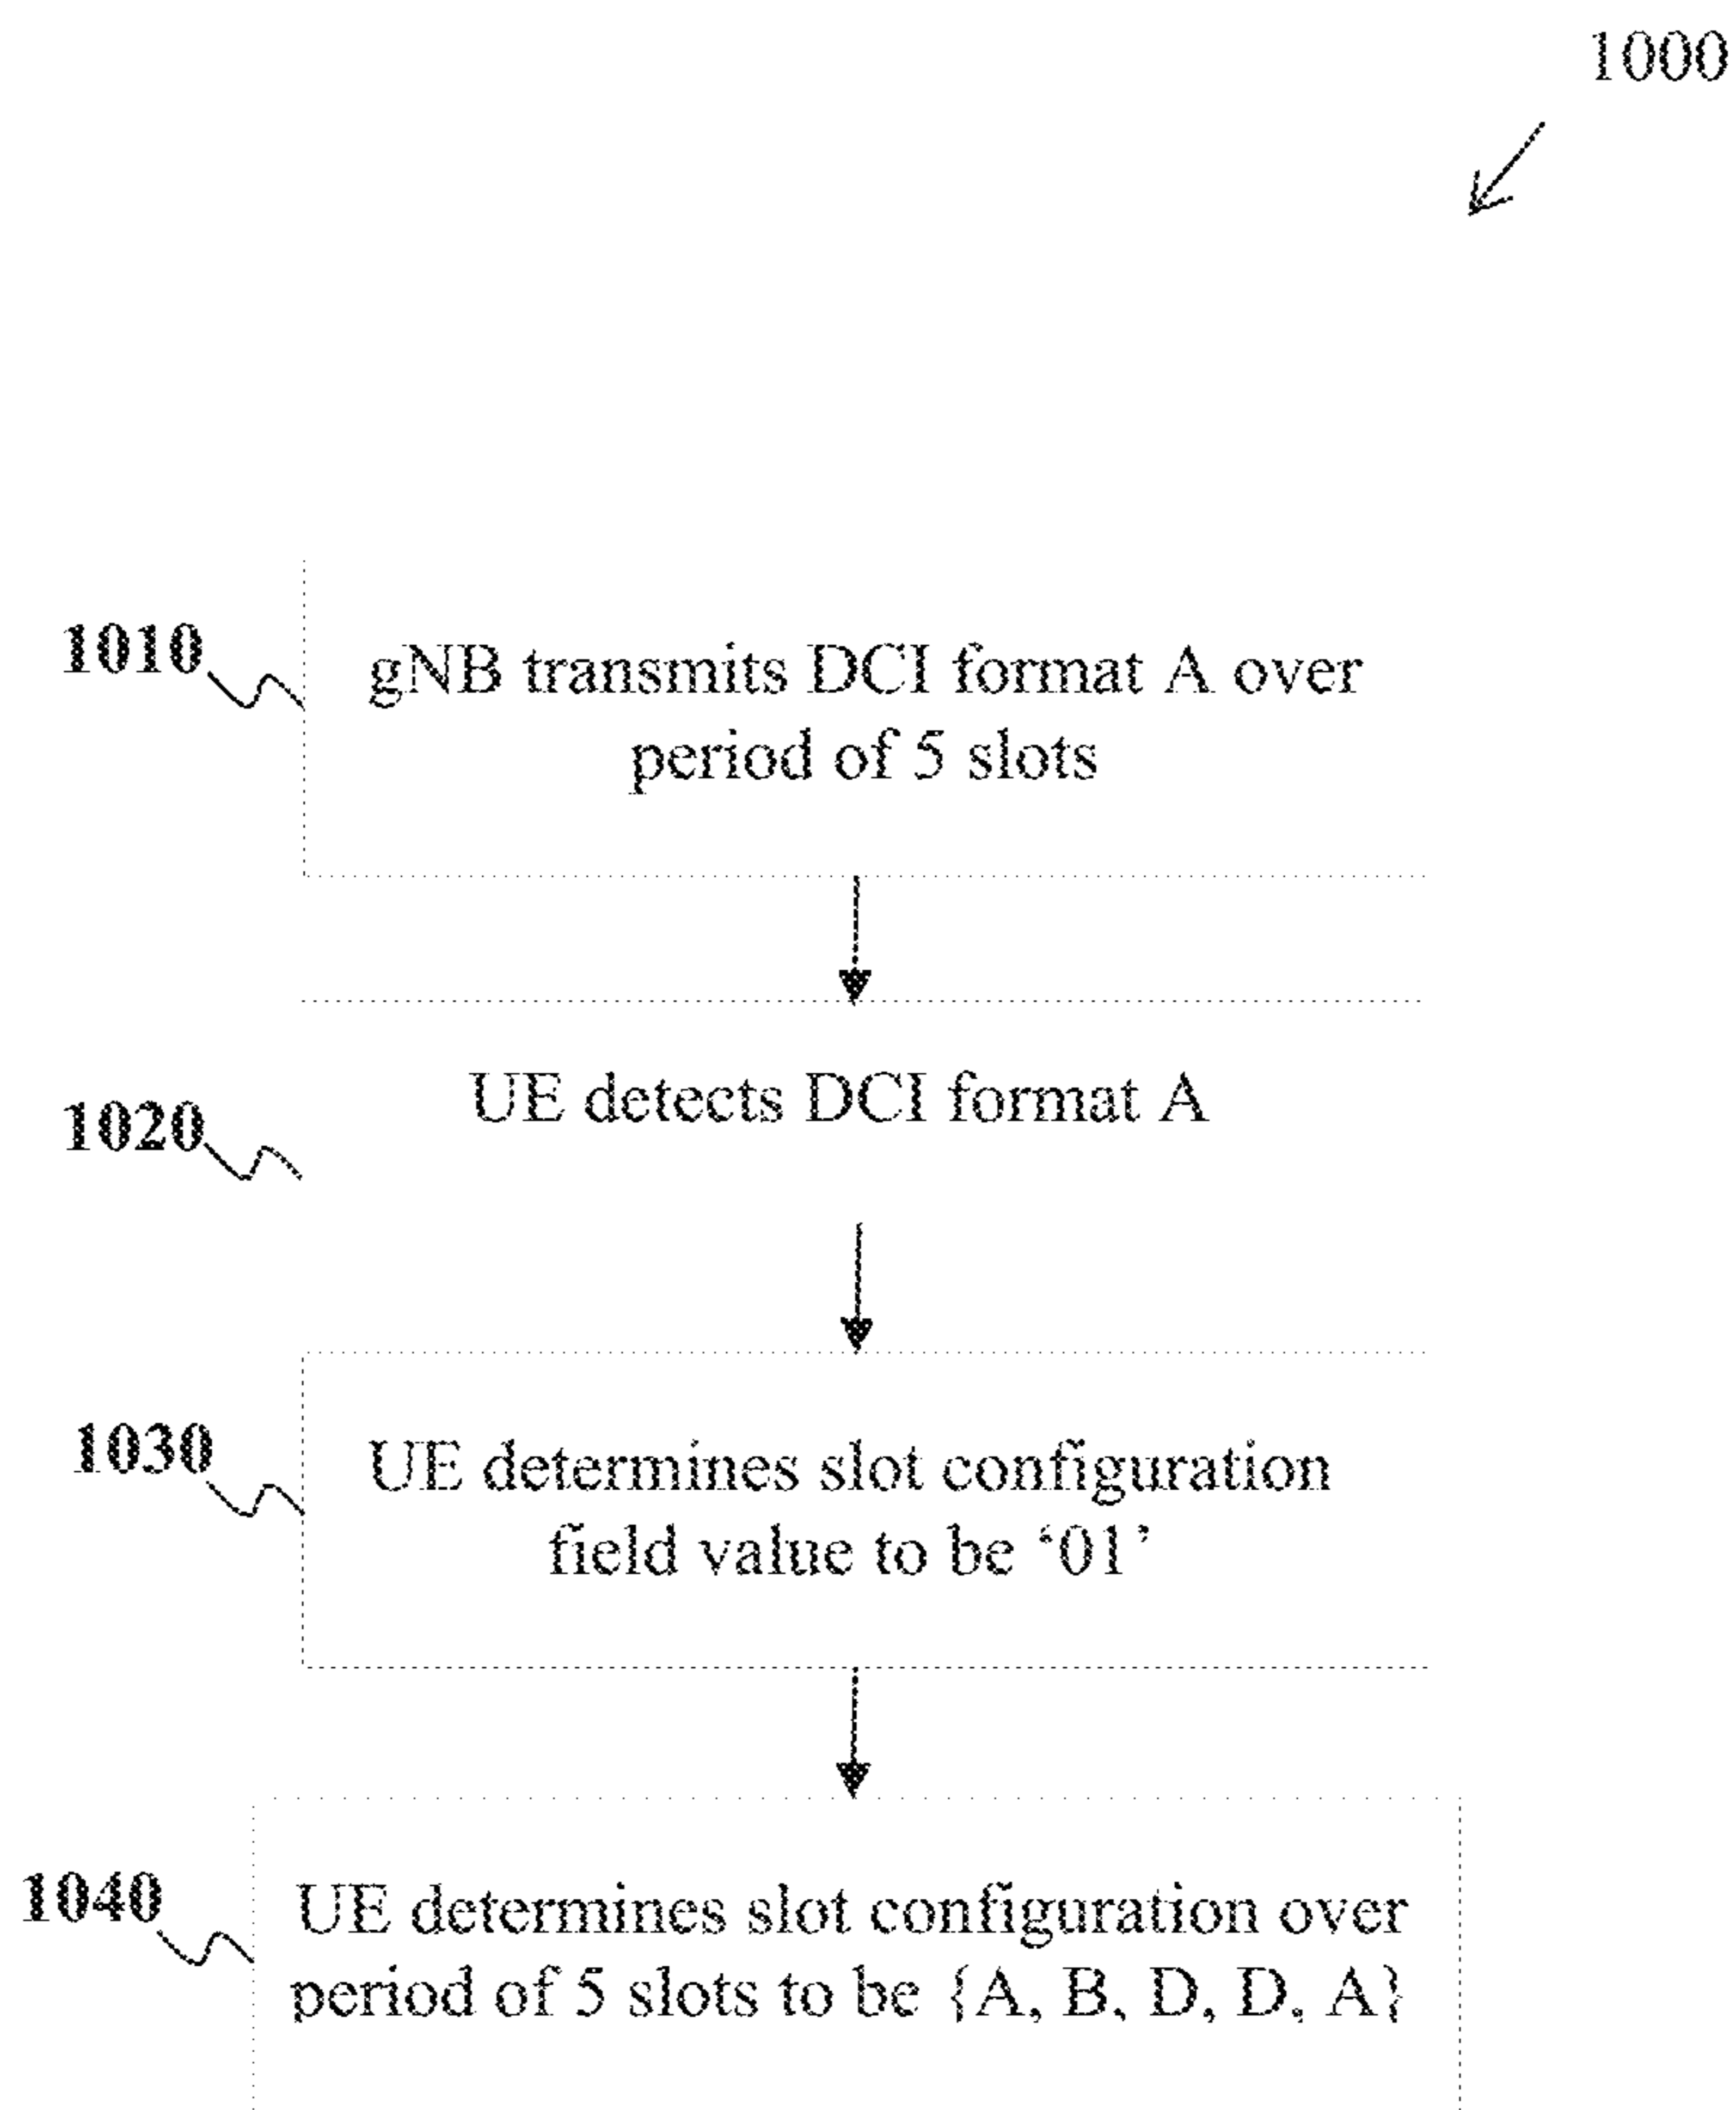 1000
1010
gNB transmits DCI format A over
period of 5 slots
UE detects DCI format A
1020
1030
UE determines slot configuration
field value to be ‘01’
1040
UE determines slot configuration over
period of 5 slots to be {A, B, D, D, A}